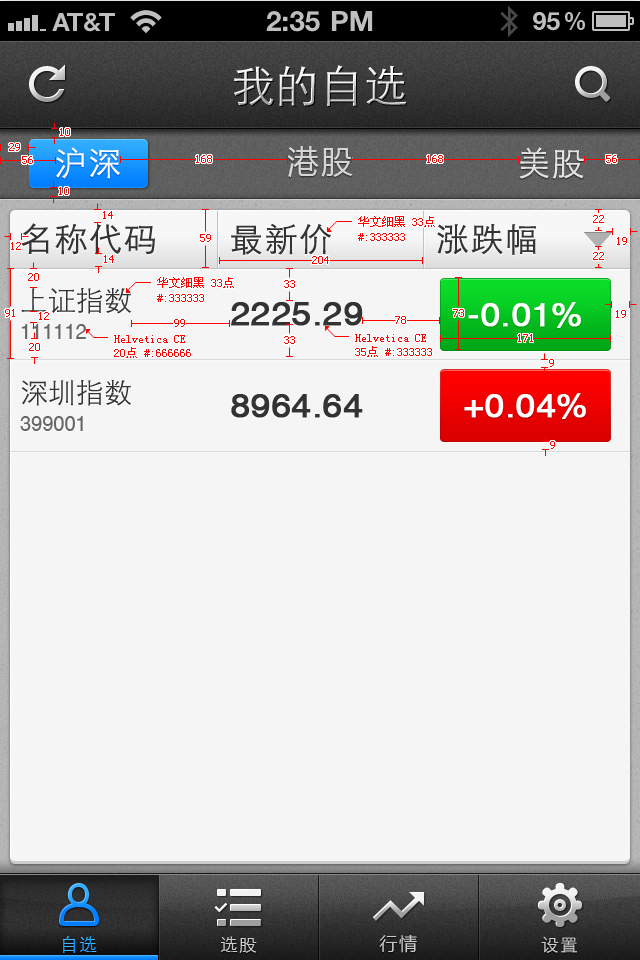 AT&T 2:35 PM 95%
我的自选
10
29
56 沪深 168 港股 168 美股 56
10
14 华文细黑 33点 22
12 名称代码 59 最新价 #:333333 涨跌幅 19
14 204 22
20 华文细黑 33点 33
上证指数 #:333333
91 12 99 2225.29 78 73 -0.01% 19
111112 Helvetica CE 33 Helvetica CE 171
20 20点 #:666666 35点 #:333333
9
深圳指数 8964.64 +0.04%
399001
9
自选 选股 行情 设置